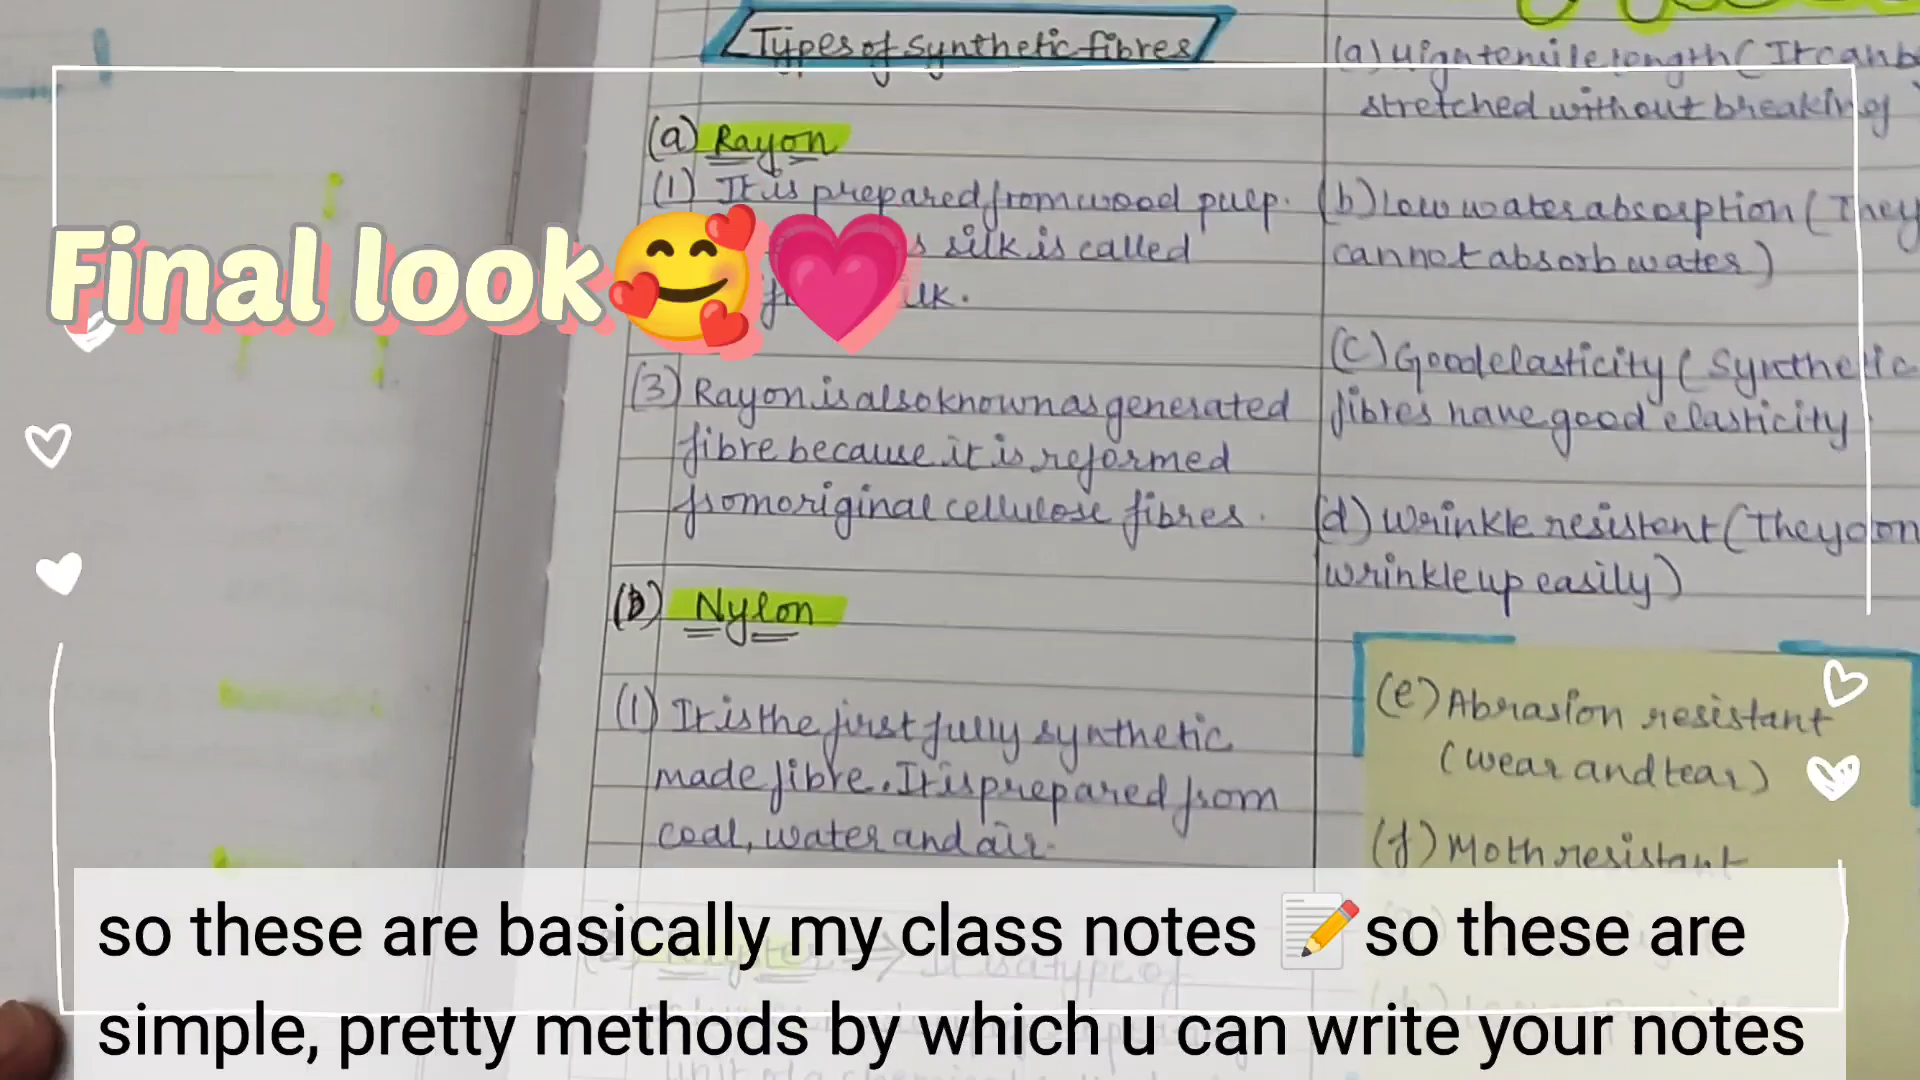 Types of synthetic fibres
(a) Rayon
(1) It is prepared from wood pulp.
silk is called
(3) Rayon is also known as generated
fibre because it is reformed
from original cellulose fibres.
(B) Nylon
(1) It is the first fully synthetic
made fibre. It is prepared from
coal, water and air.
(a) High tensile length (It can b
stretched without breaking
(b) Low water absorption (They
cannot absorb water)
(c) Good elasticity (Synthetic
fibres have good elasticity
(d) Wrinkle resistent (They don
wrinkle up easily)
(e) Abrasion resistant
(wear and tear)
(f) Moth resistant
Final look🥰💗
so these are basically my class notes 📝so these are
simple, pretty methods by which u can write your notes